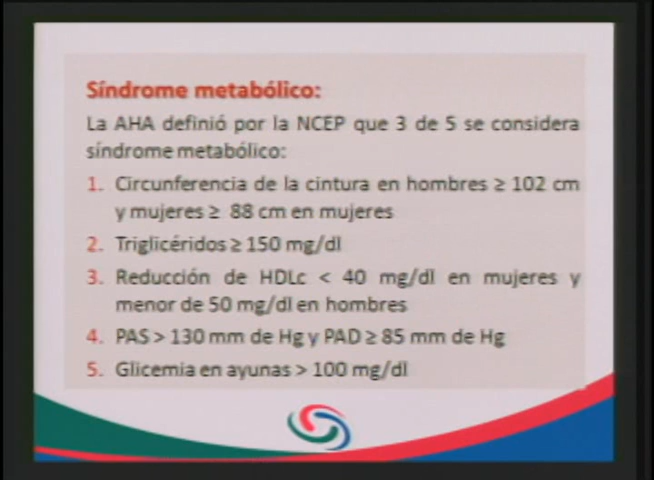 Síndrome metabólico:
La AHA definió por la NCEP que 3 de 5 se considera
síndrome metabólico:
1. Circunferencia de la cintura en hombres ≥ 102 cm
y mujeres ≥ 88 cm en mujeres
2. Triglicéridos ≥ 150 mg/dl
3. Reducción de HDLc < 40 mg/dl en mujeres y
menor de 50 mg/dl en hombres
4. PAS > 130 mm de Hg y PAD ≥ 85 mm de Hg
5. Glicemia en ayunas > 100 mg/dl